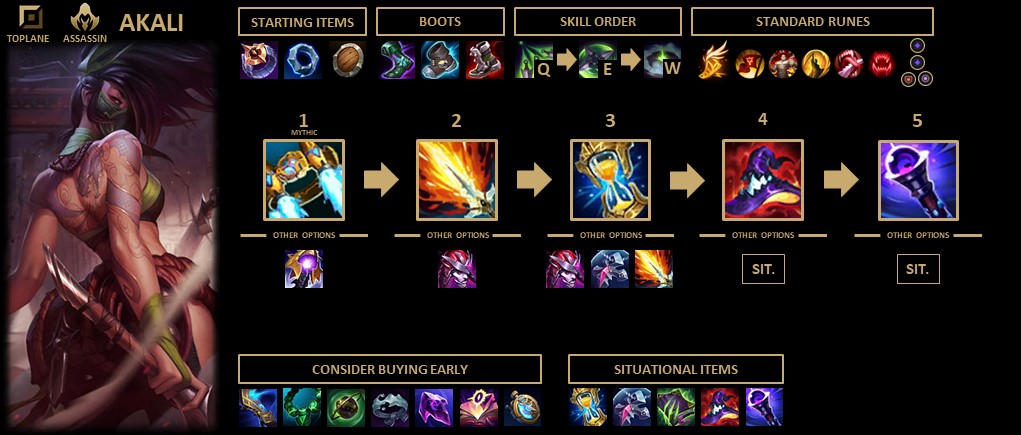 TOPLANE
ASSASSIN
AKALI
STARTING ITEMS
BOOTS
SKILL ORDER
STANDARD RUNES
Q
E
W
1
MYTHIC
2
3
4
5
OTHER OPTIONS
OTHER OPTIONS
OTHER OPTIONS
OTHER OPTIONS
OTHER OPTIONS
SIT.
SIT.
CONSIDER BUYING EARLY
SITUATIONAL ITEMS